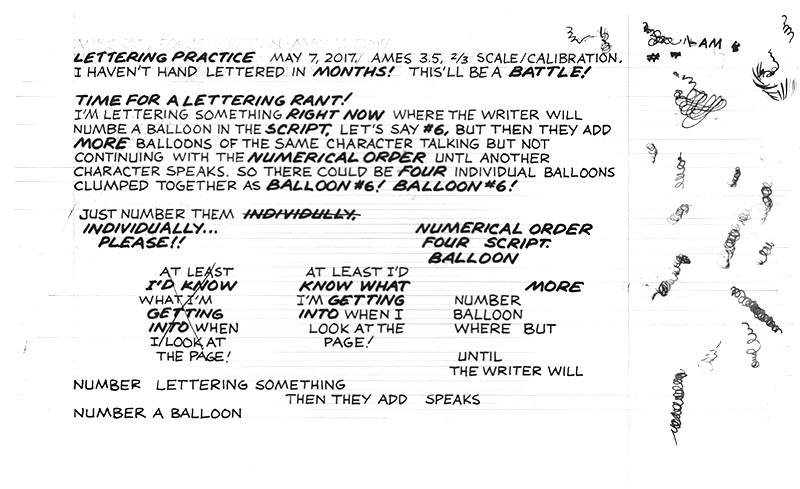 LETTERING PRACTICE MAY 7, 2017// AMES 3.5, 2/3 SCALE/CALIBRATION.
I HAVEN'T HAND LETTERED IN MONTHS! THIS'LL BE A BATTLE!
TIME FOR A LETTERING RANT!
I'M LETTERING SOMETHING RIGHT NOW WHERE THE WRITER WILL
NUMBE A BALLOON IN THE SCRIPT, LET'S SAY #6, BUT THEN THEY ADD
MORE BALLOONS OF THE SAME CHARACTER TALKING BUT NOT
CONTINUING WITH THE NUMERICAL ORDER UNTL ANOTHER
CHARACTER SPEAKS. SO THERE COULD BE FOUR INDIVIDUAL BALLOONS
CLUMPED TOGETHER AS BALLOON #6! BALLOON #6!
JUST NUMBER THEM INDIVIDULLY,
INDIVIDUALLY...
PLEASE!!
NUMERICAL ORDER
FOUR SCRIPT.
BALLOON
AT LEAST
I'D KNOW
WHAT I'M
GETTING
INTO WHEN
I LOOK AT
THE PAGE!
AT LEAST I'D
KNOW WHAT
I'M GETTING
INTO WHEN I
LOOK AT THE
PAGE!
MORE
NUMBER
BALLOON
WHERE BUT
UNTIL
THE WRITER WILL
NUMBER LETTERING SOMETHING
THEN THEY ADD SPEAKS
NUMBER A BALLOON